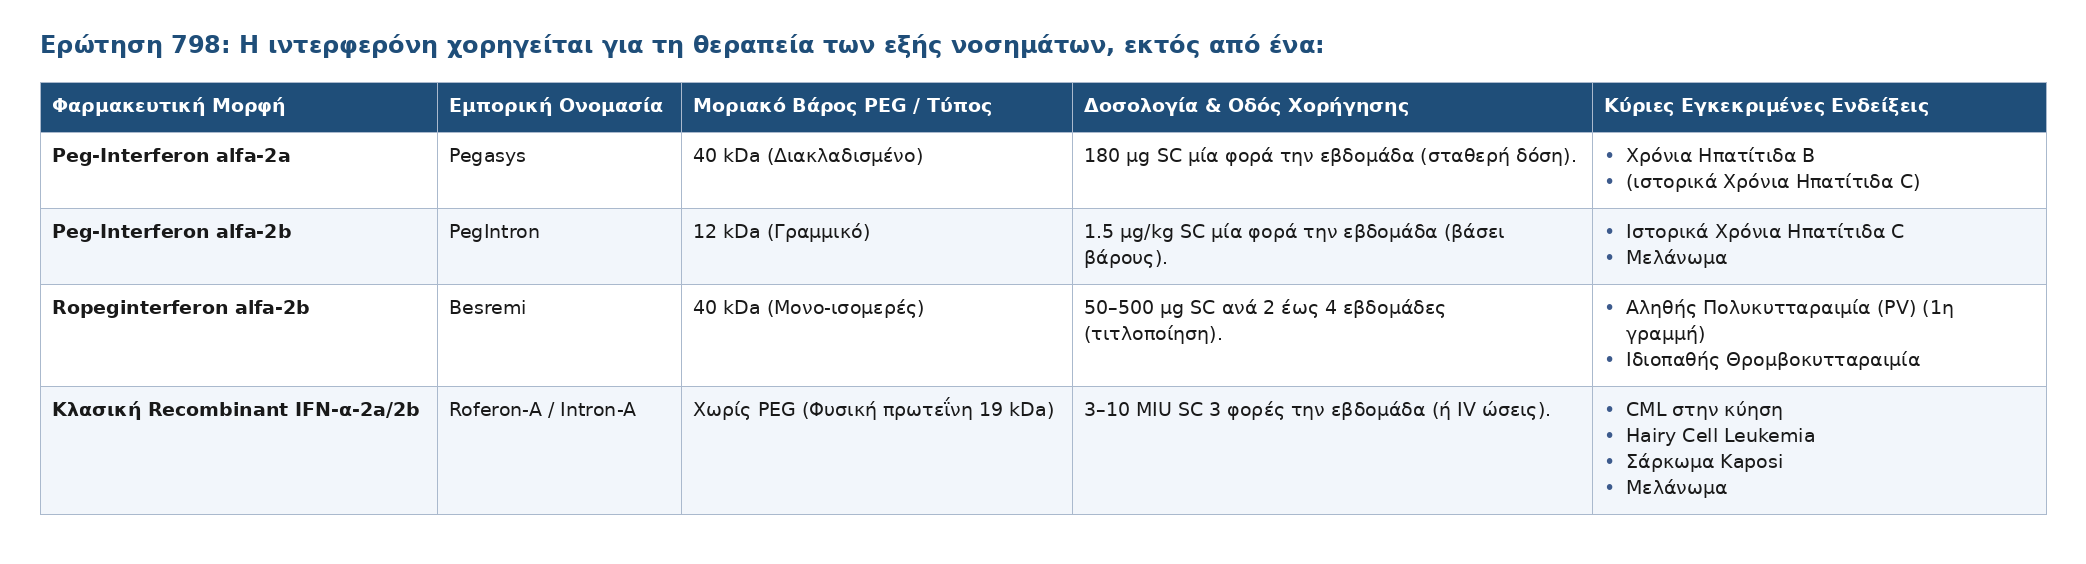 Ερώτηση 798: Η ιντερφερόνη χορηγείται για τη θεραπεία των εξής νοσημάτων, εκτός από ένα:
Φαρμακευτική Μορφή Εμπορική Ονομασία Μοριακό Βάρος PEG / Τύπος Δοσολογία & Οδός Χορήγησης Κύριες Εγκεκριμένες Ενδείξεις
Peg-Interferon alfa-2a Pegasys 40 kDa (Διακλαδισμένο) 180 μg SC μία φορά την εβδομάδα (σταθερή δόση). • Χρόνια Ηπατίτιδα Β
• (ιστορικά Χρόνια Ηπατίτιδα C)
Peg-Interferon alfa-2b PegIntron 12 kDa (Γραμμικό) 1.5 μg/kg SC μία φορά την εβδομάδα (βάσει • Ιστορικά Χρόνια Ηπατίτιδα C
βάρους). • Μελάνωμα
Ropeginterferon alfa-2b Besremi 40 kDa (Μονο-ισομερές) 50–500 μg SC ανά 2 έως 4 εβδομάδες • Αληθής Πολυκυτταραιμία (PV) (1η
(τιτλοποίηση). γραμμή)
• Ιδιοπαθής Θρομβοκυτταραιμία
Κλασική Recombinant IFN-α-2a/2b Roferon-A / Intron-A Χωρίς PEG (Φυσική πρωτεΐνη 19 kDa) 3–10 MIU SC 3 φορές την εβδομάδα (ή IV ώσεις). • CML στην κύηση
• Hairy Cell Leukemia
• Σάρκωμα Kaposi
• Μελάνωμα